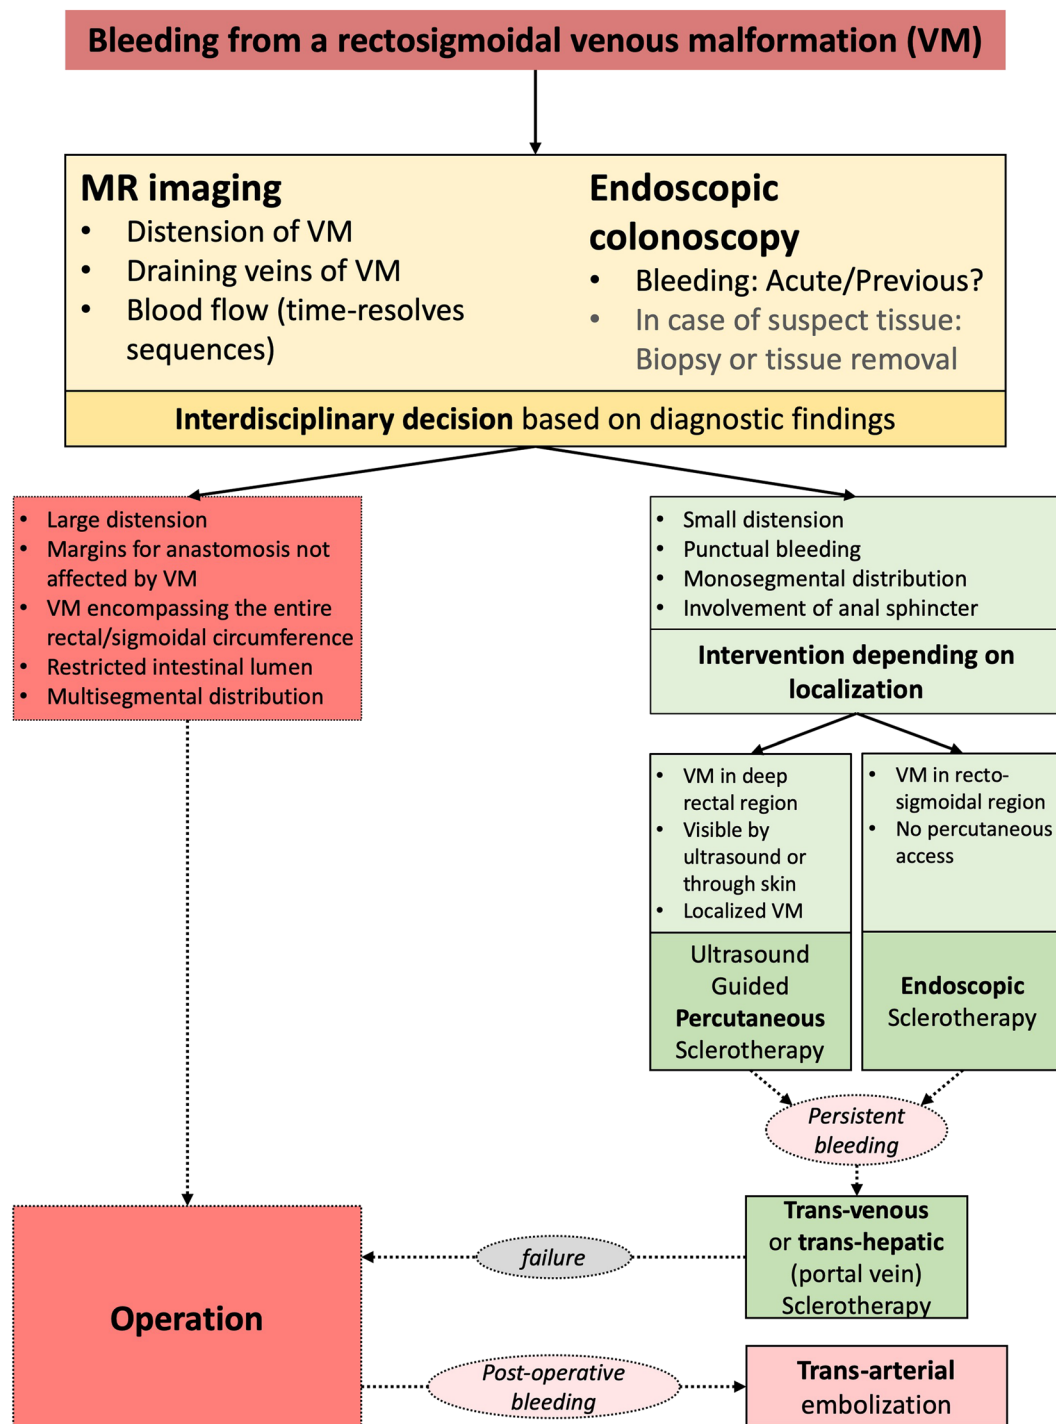 Bleeding from a rectosigmoidal venous malformation (VM)
MR imaging
• Distension of VM
• Draining veins of VM
• Blood flow (time-resolves
sequences)
Endoscopic
colonoscopy
• Bleeding: Acute/Previous?
• In case of suspect tissue:
Biopsy or tissue removal
Interdisciplinary decision based on diagnostic findings
• Large distension
• Margins for anastomosis not
affected by VM
• VM encompassing the entire
rectal/sigmoidal circumference
• Restricted intestinal lumen
• Multisegmental distribution
• Small distension
• Punctual bleeding
• Monosegmental distribution
• Involvement of anal sphincter
Intervention depending on
localization
• VM in deep
rectal region
• Visible by
ultrasound or
through skin
• Localized VM
Ultrasound
Guided
Percutaneous
Sclerotherapy
• VM in recto-
sigmoidal region
• No percutaneous
access
Endoscopic
Sclerotherapy
Persistent
bleeding
Trans-venous
or trans-hepatic
(portal vein)
Sclerotherapy
failure
Operation
Post-operative
bleeding
Trans-arterial
embolization